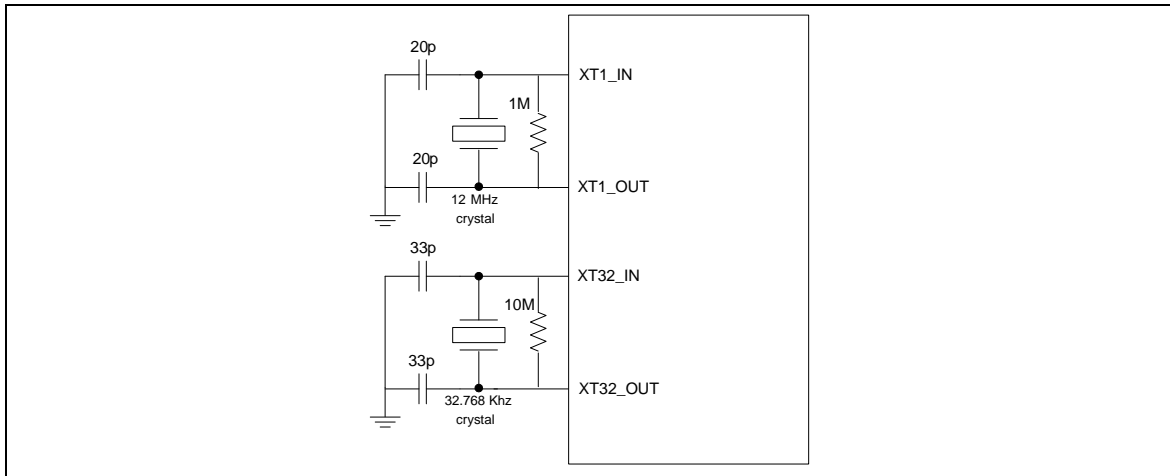 20p
XT1_IN
1M
20p
XT1_OUT
12 MHz
crystal
33p
XT32_IN
10M
33p
XT32_OUT
32.768 Khz
crystal